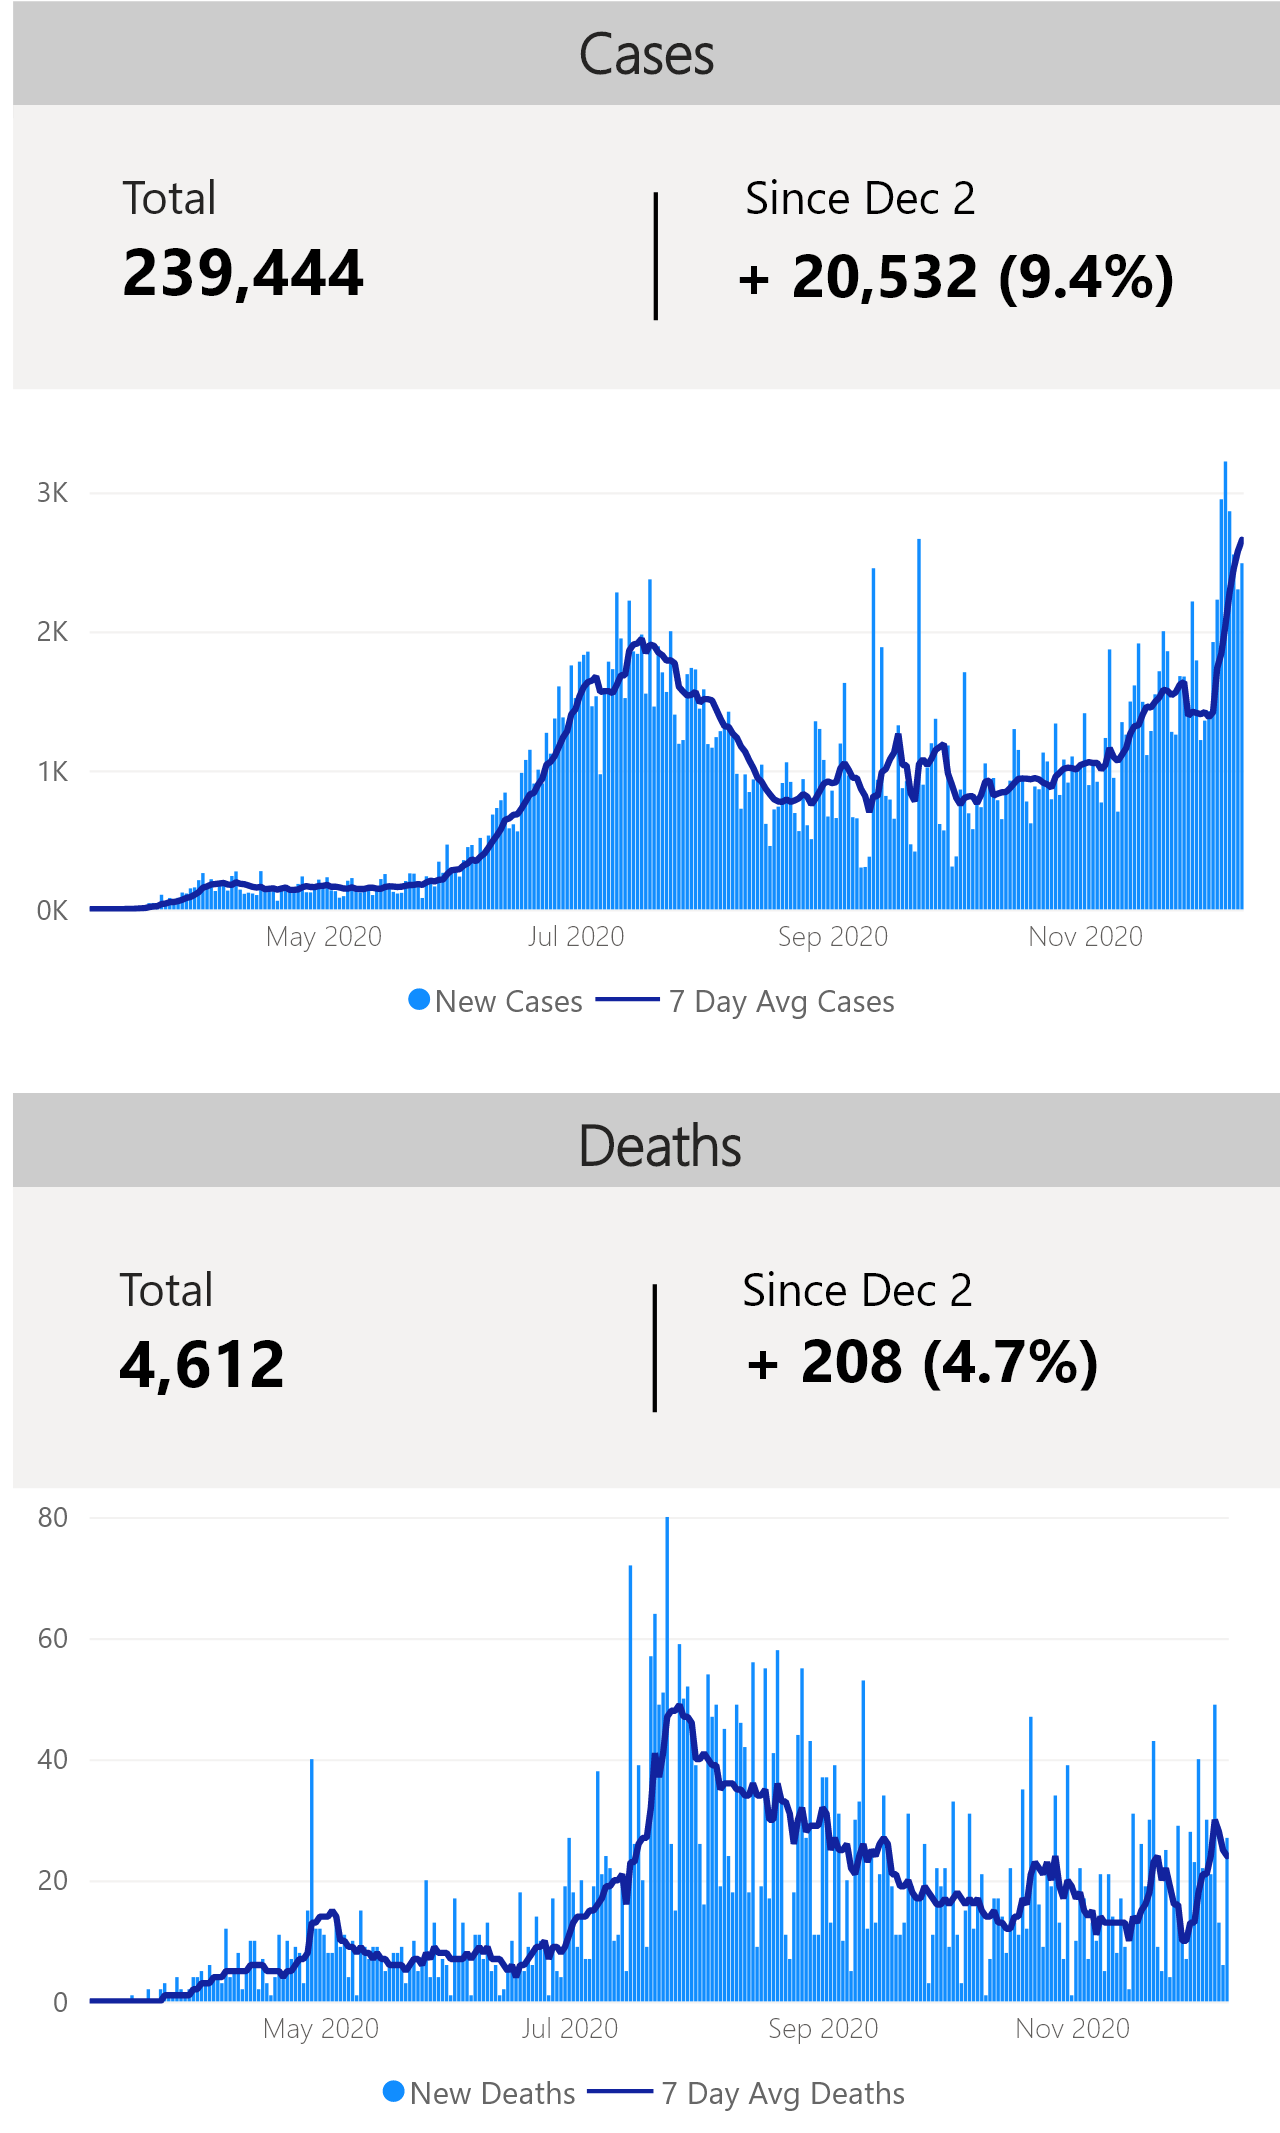 Cases
Total
Since Dec 2
239,444
+ 20,532 (9.4%)
3K
2K
1K
0K
May 2020
Jul 2020
Sep 2020
Nov 2020
New Cases
7 Day Avg Cases
Deaths
Total
Since Dec 2
4,612
+ 208 (4.7%)
80
60
40
20
0
May 2020
Jul 2020
Sep 2020
Nov 2020
New Deaths
7 Day Avg Deaths